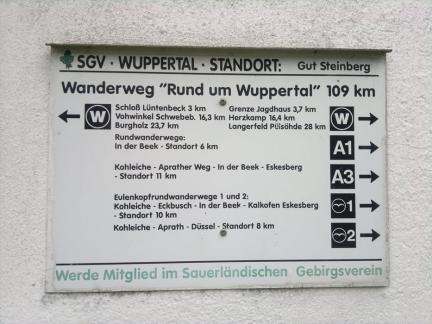 SGV · WUPPERTAL · STANDORT: Gut Steinberg
Wanderweg "Rund um Wuppertal" 109 km
W
Schloß Lüntenbeck 3 km
Vohwinkel Schwebeb. 16,3 km
Burgholz 23,7 km
Grenze Jagdhaus 3,7 km
Herzkamp 16,4 km
Langerfeld Pülsöhde 28 km
W
Rundwanderwege:
In der Beek - Standort 6 km
A1
Kohleiche - Aprather Weg - In der Beek - Eskesberg
- Standort 11 km
A3
Eulenkopfrundwanderwege 1 und 2:
Kohleiche - Eckbusch - In der Beek - Kalkofen Eskesberg
- Standort 10 km
1
Kohleiche - Aprath - Düssel - Standort 8 km
2
Werde Mitglied im Sauerländischen Gebirgsverein